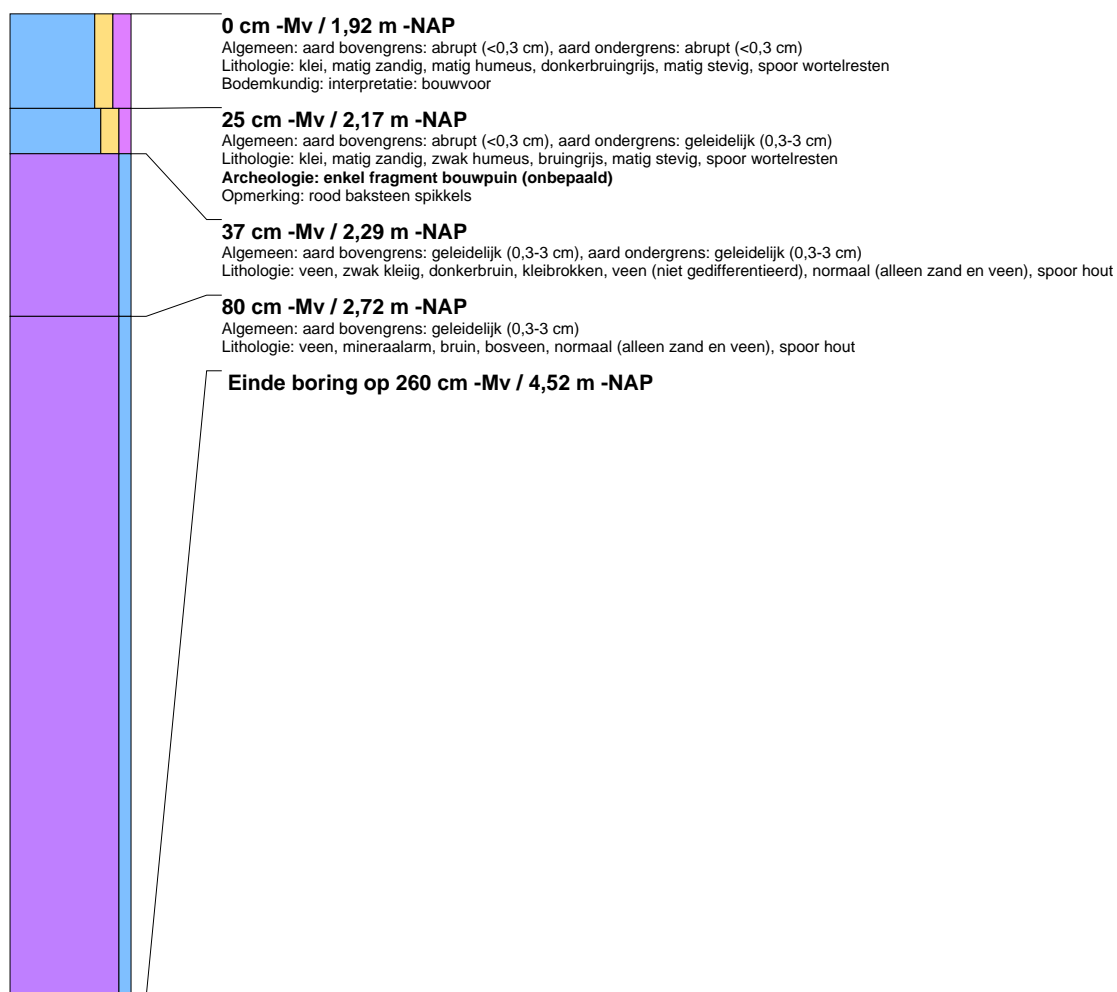 0 cm -Mv / 1,92 m -NAP
Algemeen: aard bovengrens: abrupt (<0,3 cm), aard ondergrens: abrupt (<0,3 cm)
Lithologie: klei, matig zandig, matig humeus, donkerbruingrijs, matig stevig, spoor wortelresten
Bodemkundig: interpretatie: bouwvoor
25 cm -Mv / 2,17 m -NAP
Algemeen: aard bovengrens: abrupt (<0,3 cm), aard ondergrens: geleidelijk (0,3-3 cm)
Lithologie: klei, matig zandig, zwak humeus, bruingrijs, matig stevig, spoor wortelresten
Archeologie: enkel fragment bouwpuin (onbepaald)
Opmerking: rood baksteen spikkels
37 cm -Mv / 2,29 m -NAP
Algemeen: aard bovengrens: geleidelijk (0,3-3 cm), aard ondergrens: geleidelijk (0,3-3 cm)
Lithologie: veen, zwak kleiig, donkerbruin, kleibrokken, veen (niet gedifferentieerd), normaal (alleen zand en veen), spoor hout
80 cm -Mv / 2,72 m -NAP
Algemeen: aard bovengrens: geleidelijk (0,3-3 cm)
Lithologie: veen, mineraalarm, bruin, bosveen, normaal (alleen zand en veen), spoor hout
Einde boring op 260 cm -Mv / 4,52 m -NAP